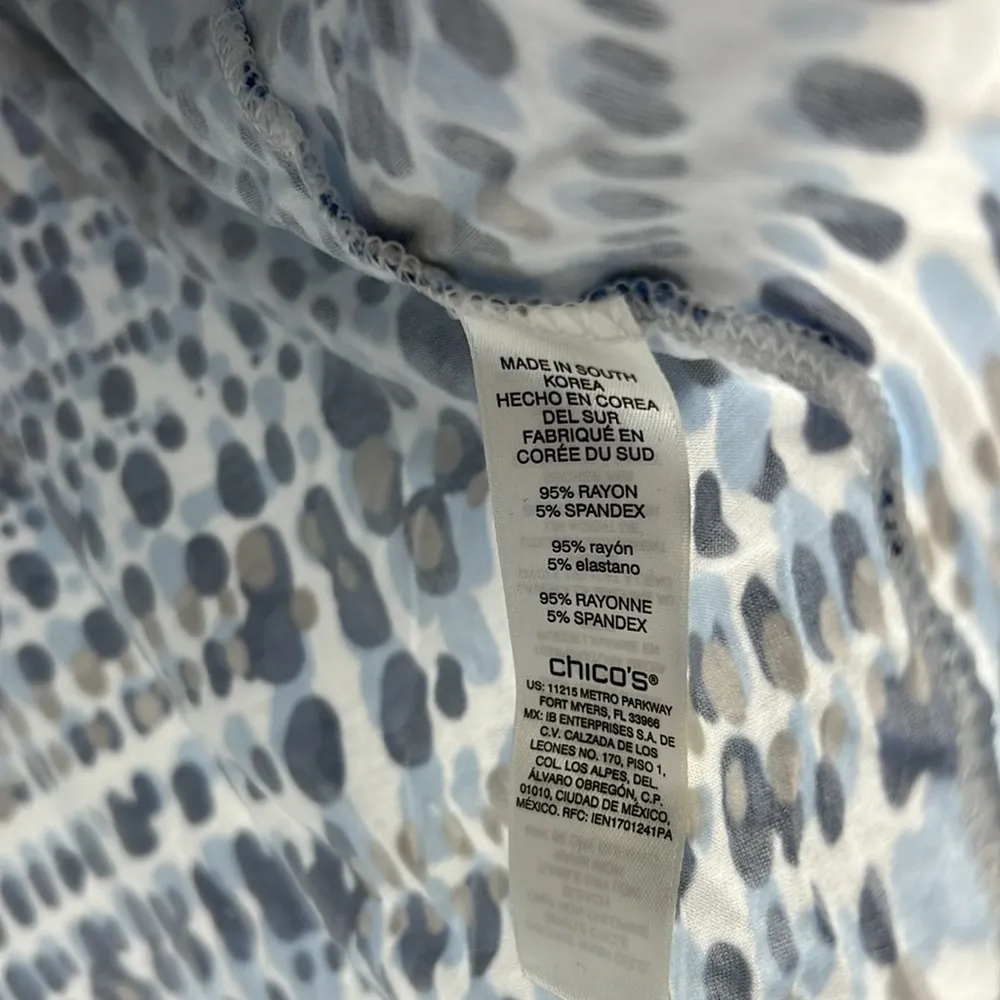 MADE IN SOUTH
KOREA
HECHO EN COREA
DEL SUR
FABRIQUÉ EN
CORÉE DU SUD
95% RAYON
5% SPANDEX
95% rayón
5% elastano
95% RAYONNE
5% SPANDEX
chico's®
US: 11215 METRO PARKWAY
FORT MYERS, FL 33966
MX: IB ENTERPRISES S.A. DE
C.V. CALZADA DE LOS
LEONES NO. 170, PISO 1,
COL. LOS ALPES, DEL.
ÁLVARO OBREGÓN, C.P.
01010, CIUDAD DE MÉXICO,
MÉXICO. RFC: IEN1701241PA